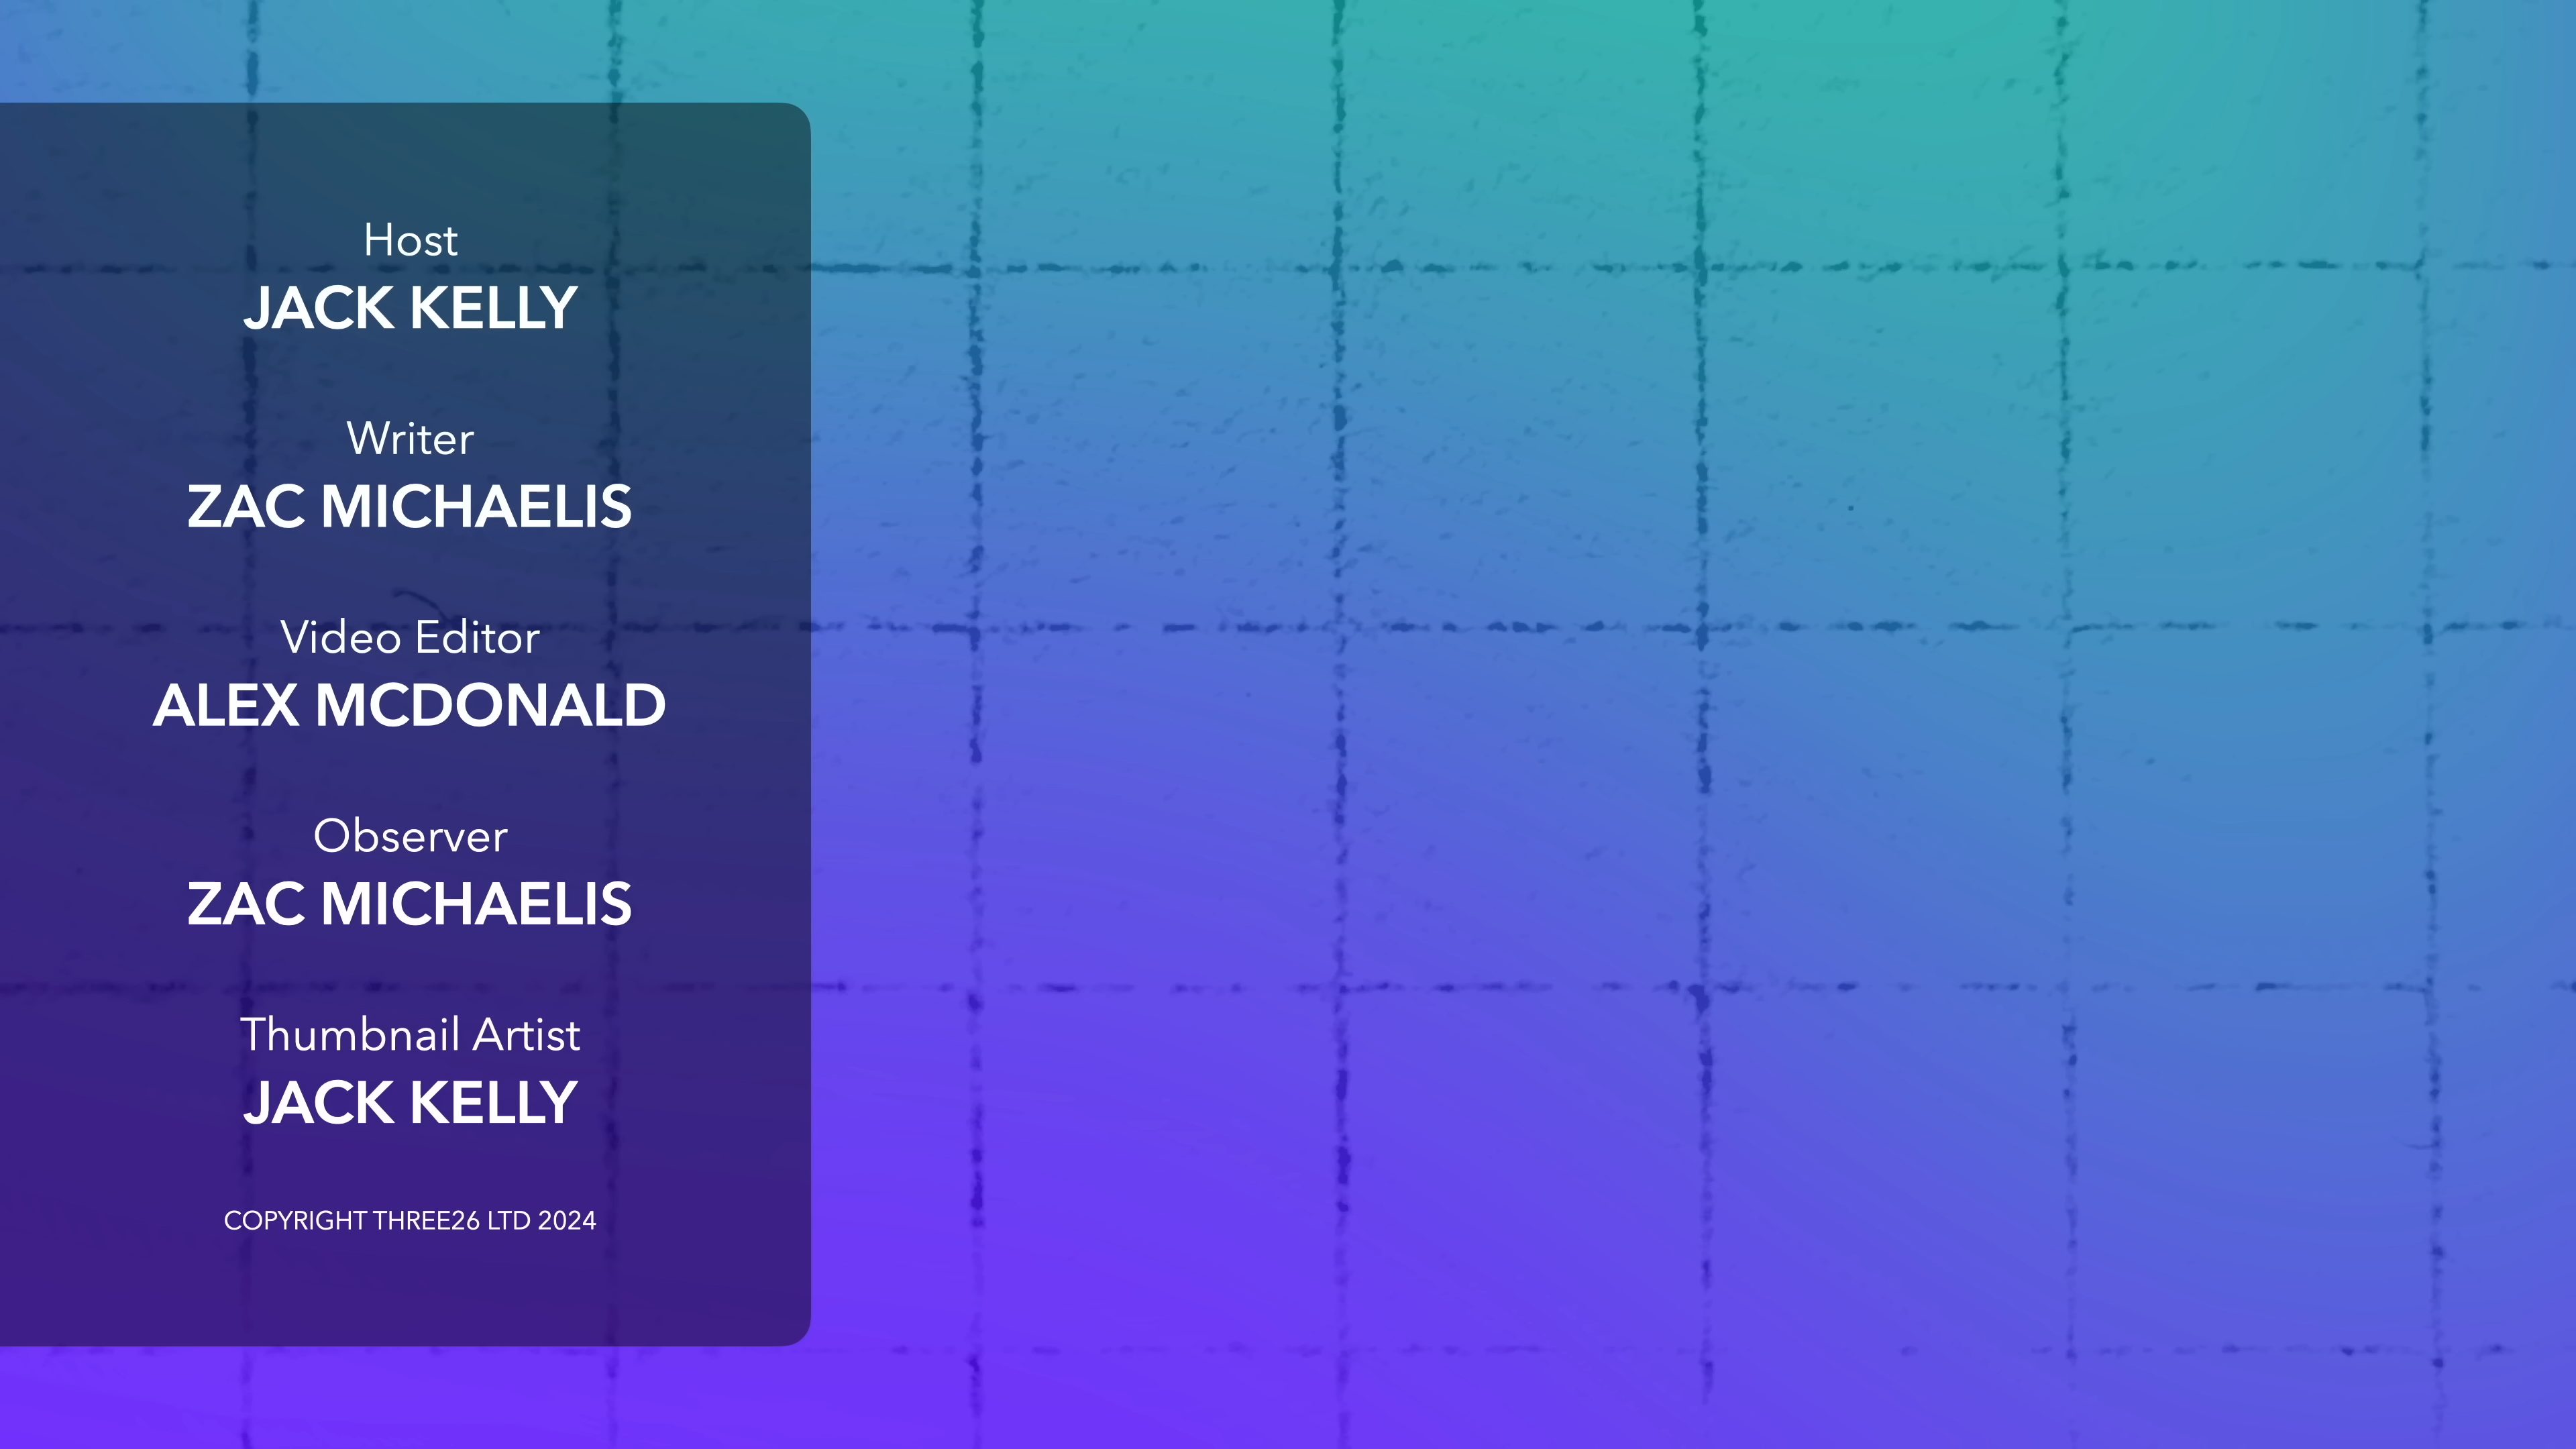 Host
JACK KELLY
Writer
ZAC MICHAELIS
Video Editor
ALEX MCDONALD
Observer
ZAC MICHAELIS
Thumbnail Artist
JACK KELLY
COPYRIGHT THREE26 LTD 2024